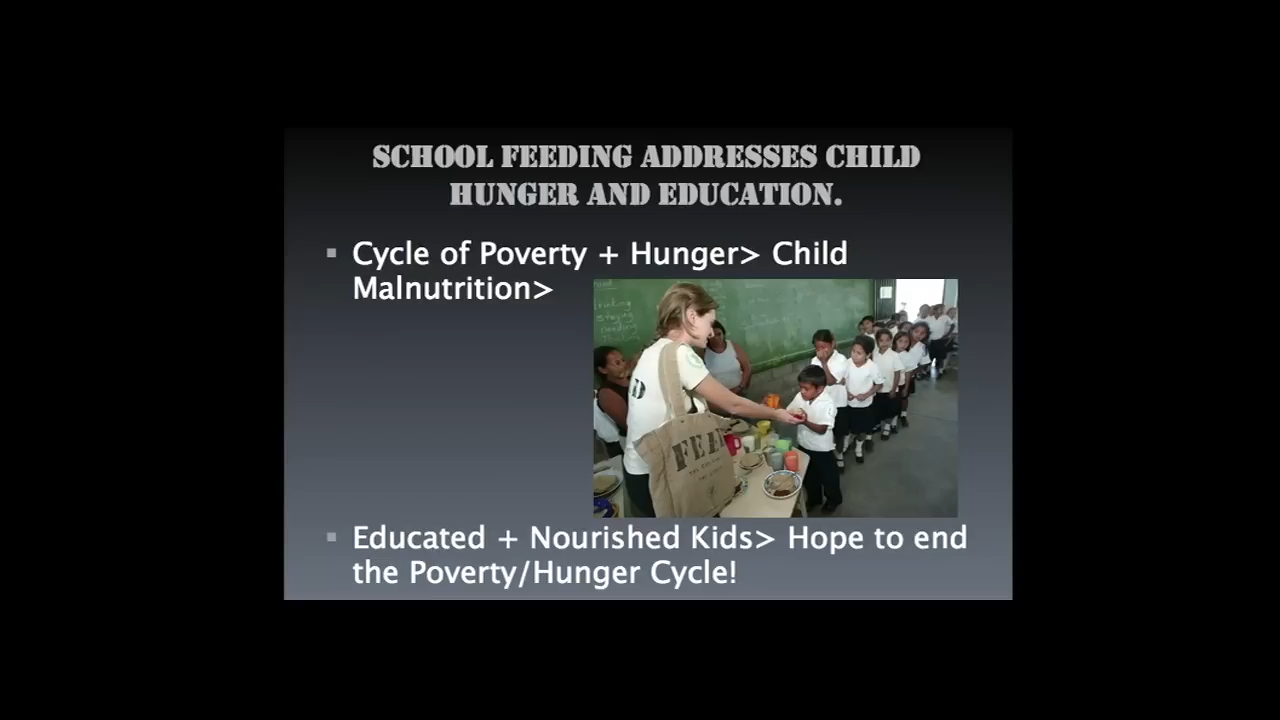 SCHOOL FEEDING ADDRESSES CHILD
HUNGER AND EDUCATION.
Cycle of Poverty + Hunger> Child
Malnutrition>
FEED
Educated + Nourished Kids> Hope to end
the Poverty/Hunger Cycle!